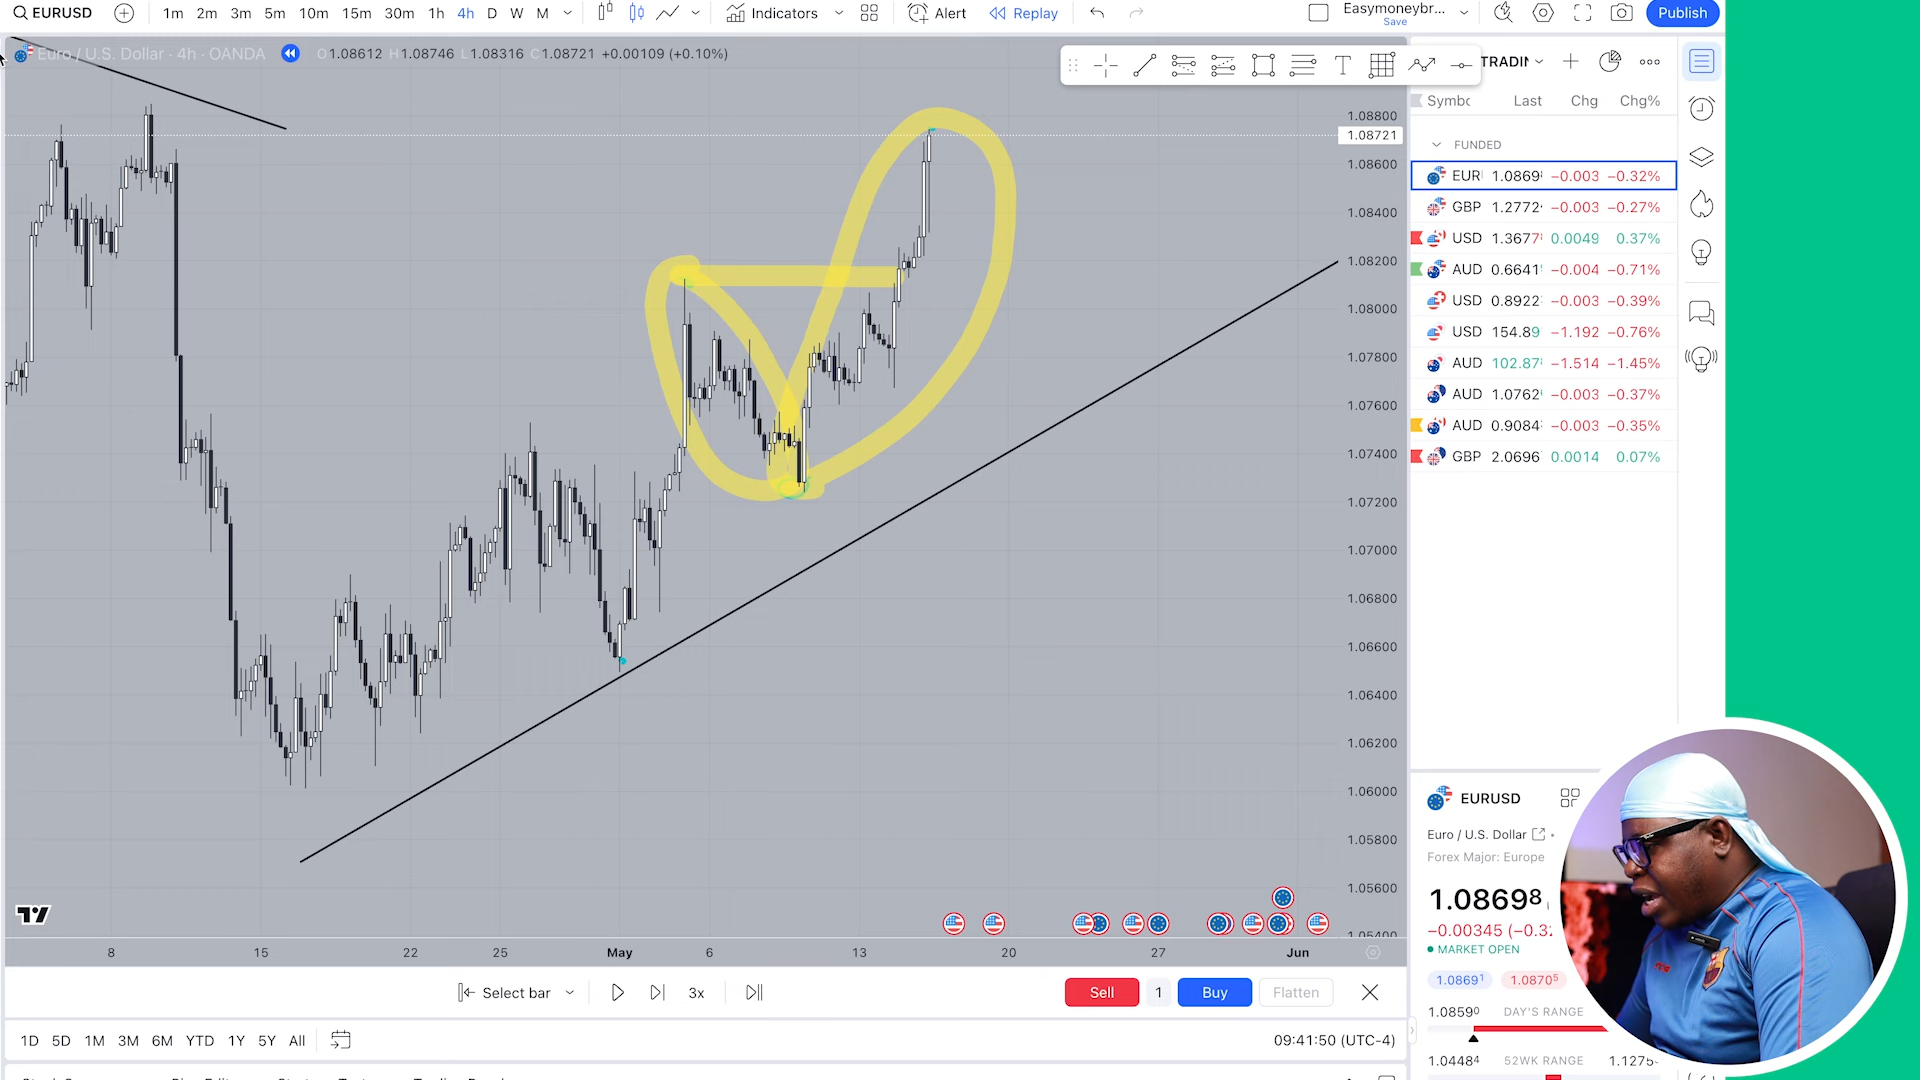 EURUSD 1m 2m 3m 5m 10m 15m 30m 1h 4h D W M Indicators Alert Replay Easymoneybr... Save Publish
Euro / U.S. Dollar · 4h · OANDA O1.08612 H1.08746 L1.08316 C1.08721 +0.00109 (+0.10%)
T
TRADIN
Symbo Last Chg Chg%
FUNDED
EUR 1.0869 −0.003 −0.32%
GBP 1.2772 −0.003 −0.27%
USD 1.3677 0.0049 0.37%
AUD 0.6641 −0.004 −0.71%
USD 0.8922 −0.003 −0.39%
USD 154.89 −1.192 −0.76%
AUD 102.87 −1.514 −1.45%
AUD 1.0762 −0.003 −0.37%
AUD 0.9084 −0.003 −0.35%
GBP 2.0696 0.0014 0.07%
1.08800
1.08721
1.08600
1.08400
1.08200
1.08000
1.07800
1.07600
1.07400
1.07200
1.07000
1.06800
1.06600
1.06400
1.06200
1.06000
1.05800
1.05600
1.05400
8 15 22 25 May 6 13 20 27 Jun
EURUSD
Euro / U.S. Dollar
Forex Major: Europe
1.08698
−0.00345 (−0.32
MARKET OPEN
1.08691 1.08705
1.08590 DAY'S RANGE
1.04484 52WK RANGE 1.1275
Select bar 3x Sell 1 Buy Flatten
1D 5D 1M 3M 6M YTD 1Y 5Y All 09:41:50 (UTC-4)